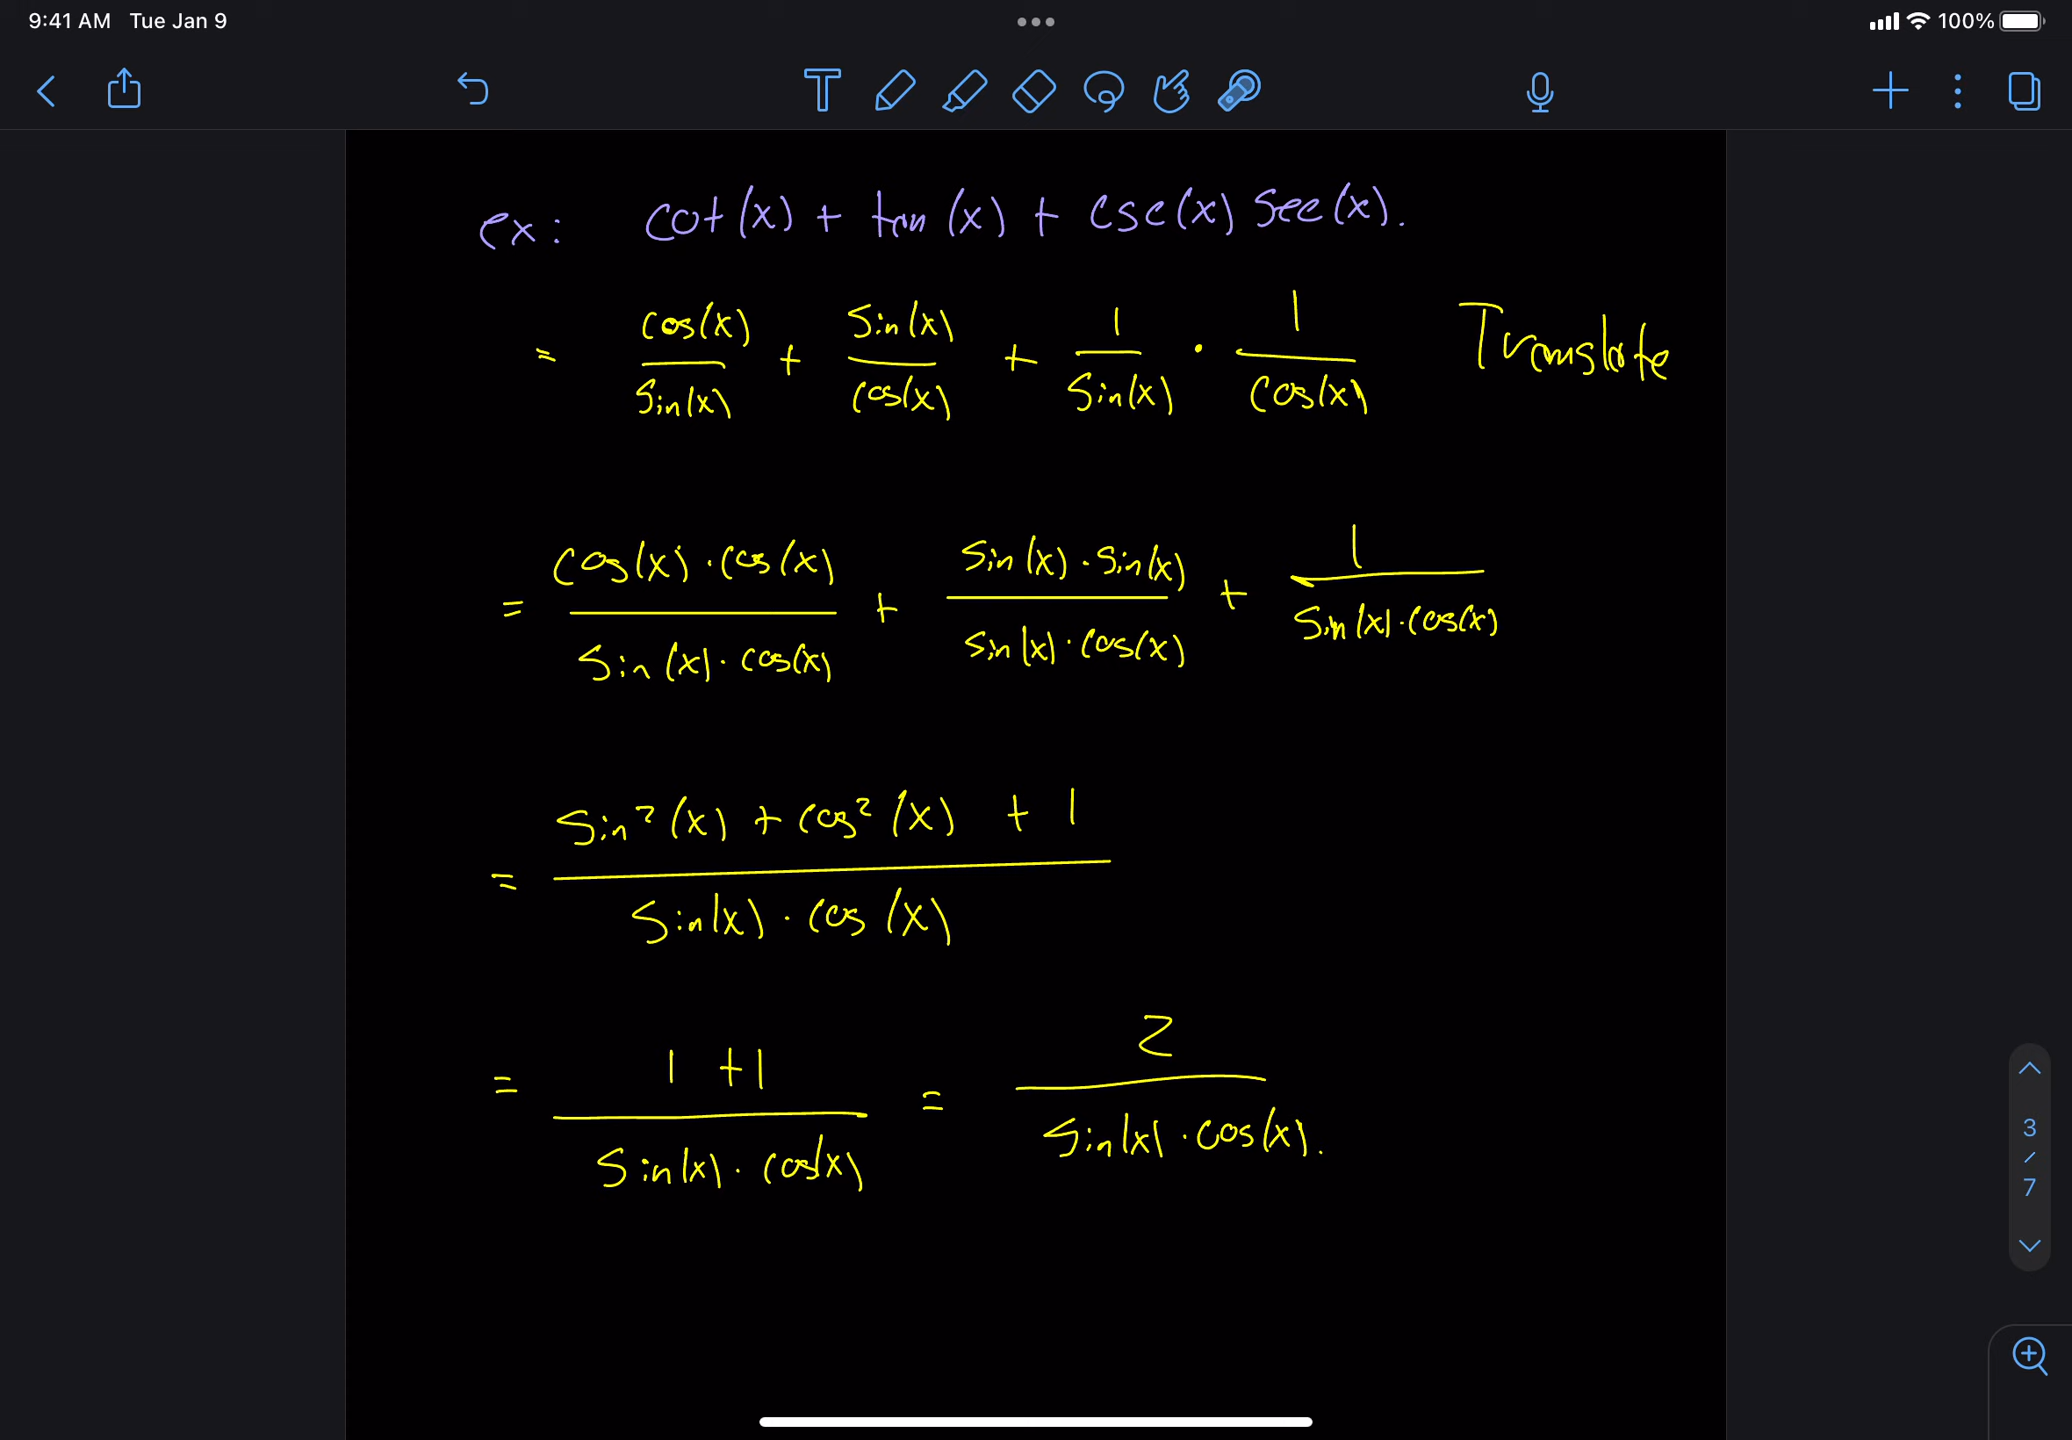 9:41 AM Tue Jan 9 100%
ex: cot(x) + tan(x) + csc(x) sec(x).
= cos(x)/sin(x) + sin(x)/cos(x) + 1/sin(x) · 1/cos(x) Translate
= cos(x)·cos(x)/sin(x)·cos(x) + sin(x)·sin(x)/sin(x)·cos(x) + 1/sin(x)·cos(x)
= sin²(x) + cos²(x) + 1/sin(x)·cos(x)
= 1+1/sin(x)·cos(x) = 2/sin(x)·cos(x).
3
/
7